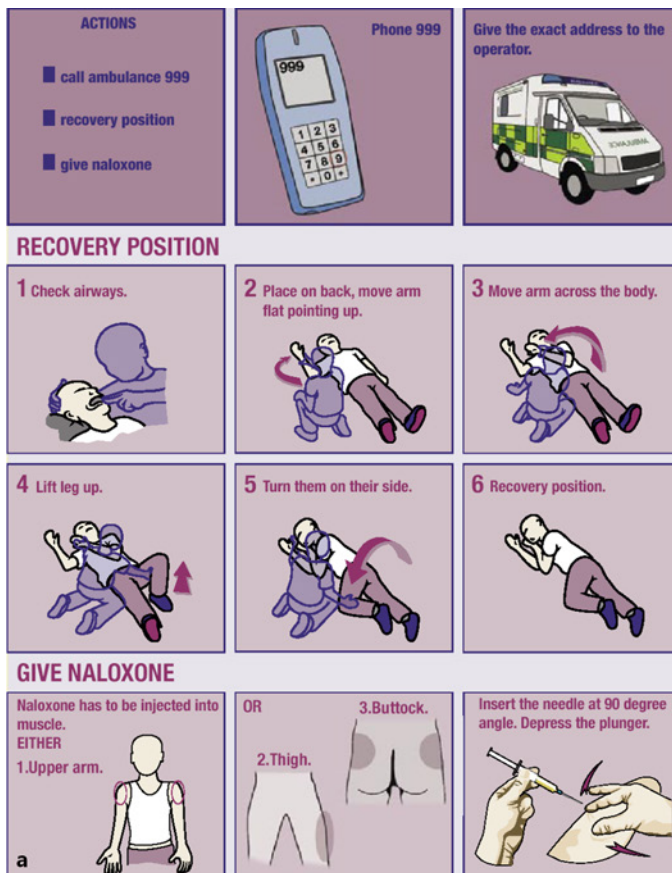 ACTIONS
call ambulance 999
recovery position
give naloxone
Phone 999
999
1 2 3
4 5 6
7 8 9
* 0 *
Give the exact address to the
operator.
AMBULANCE
RECOVERY POSITION
1 Check airways.
2 Place on back, move arm
flat pointing up.
3 Move arm across the body.
4 Lift leg up.
5 Turn them on their side.
6 Recovery position.
GIVE NALOXONE
Naloxone has to be injected into
muscle.
EITHER
1.Upper arm.
OR
2.Thigh.
3.Buttock.
Insert the needle at 90 degree
angle. Depress the plunger.
a